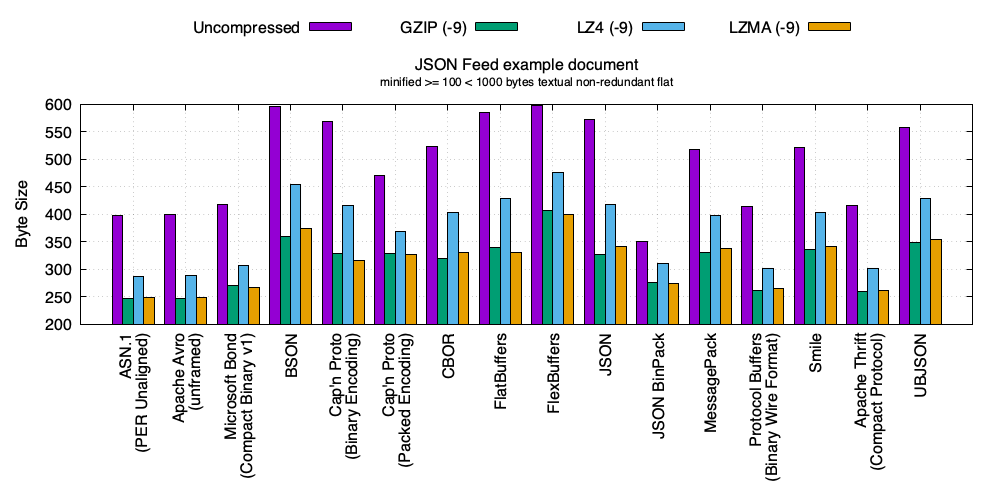 Uncompressed GZIP (-9) LZ4 (-9) LZMA (-9)
JSON Feed example document
minified >= 100 < 1000 bytes textual non-redundant flat
Byte Size
600
550
500
450
400
350
300
250
200
ASN.1
(PER Unaligned)
Apache Avro
(unframed)
Microsoft Bond
(Compact Binary v1)
BSON
Cap'n Proto
(Binary Encoding)
Cap'n Proto
(Packed Encoding)
CBOR
FlatBuffers
FlexBuffers
JSON
JSON BinPack
MessagePack
Protocol Buffers
(Binary Wire Format)
Smile
Apache Thrift
(Compact Protocol)
UBJSON